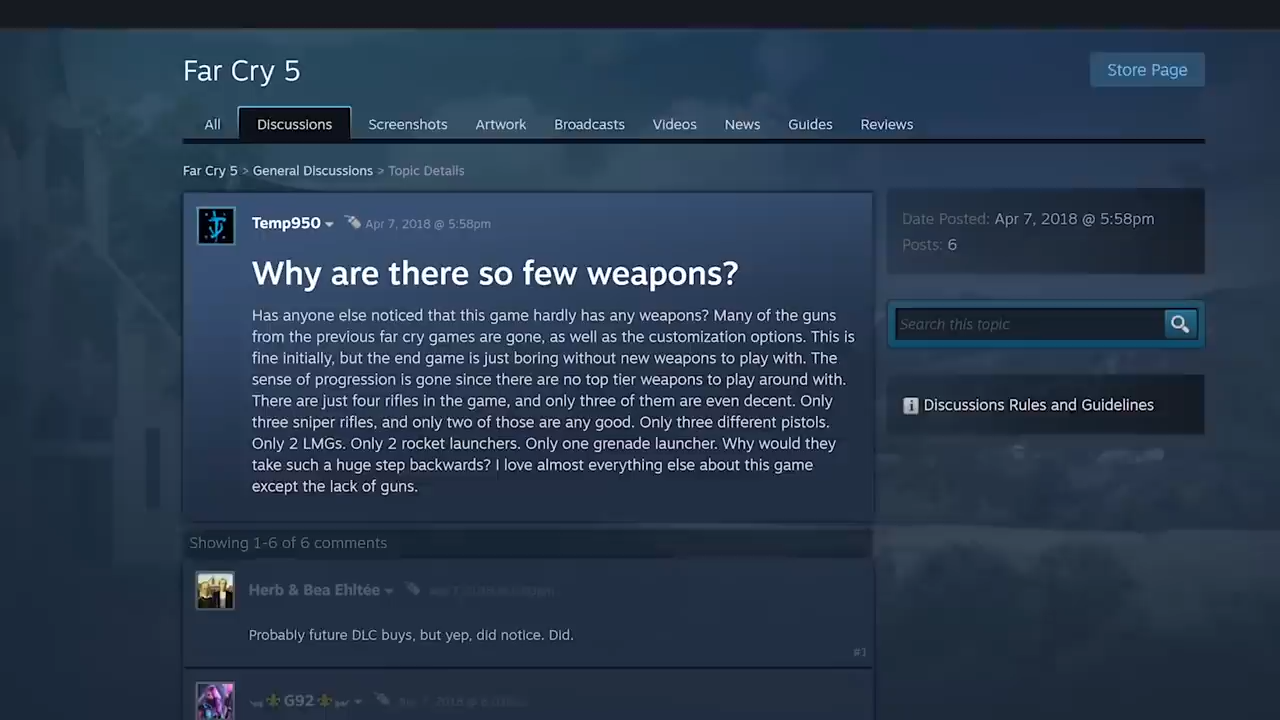 Far Cry 5
Store Page
All Discussions Screenshots Artwork Broadcasts Videos News Guides Reviews
Far Cry 5 > General Discussions > Topic Details
Temp950 Apr 7, 2018 @ 5:58pm
Why are there so few weapons?
Has anyone else noticed that this game hardly has any weapons? Many of the guns
from the previous far cry games are gone, as well as the customization options. This is
fine initially, but the end game is just boring without new weapons to play with. The
sense of progression is gone since there are no top tier weapons to play around with.
There are just four rifles in the game, and only three of them are even decent. Only
three sniper rifles, and only two of those are any good. Only three different pistols.
Only 2 LMGs. Only 2 rocket launchers. Only one grenade launcher. Why would they
take such a huge step backwards? I love almost everything else about this game
except the lack of guns.
Date Posted: Apr 7, 2018 @ 5:58pm
Posts: 6
Search this topic
Discussions Rules and Guidelines
Showing 1-6 of 6 comments
Herb & Bea Ehltée
Probably future DLC buys, but yep, did notice. Did.
#1
G92